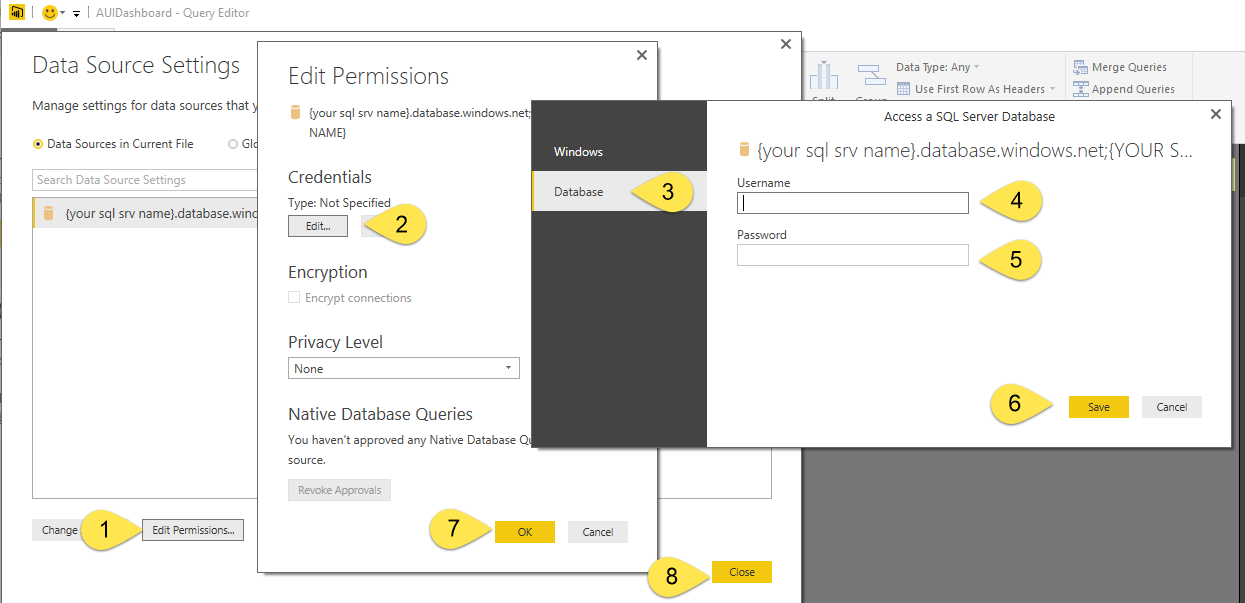 AUIDashboard - Query Editor
Data Source Settings
Manage settings for data sources that
Data Sources in Current File
Search Data Source Settings
{your sql srv name}.database.wind
Change
1
Edit Permissions...
Edit Permissions
{your sql srv name}.database.windows.net;
NAME}
Credentials
Type: Not Specified
Edit...
2
Encryption
Encrypt connections
Privacy Level
None
Native Database Queries
You haven't approved any Native Database
source.
Revoke Approvals
7
OK
Cancel
8
Close
Data Type: Any
Use First Row As Headers
Merge Queries
Append Queries
Windows
Database
3
Access a SQL Server Database
{your sql srv name}.database.windows.net;{YOUR S...
Username
4
Password
5
6
Save
Cancel